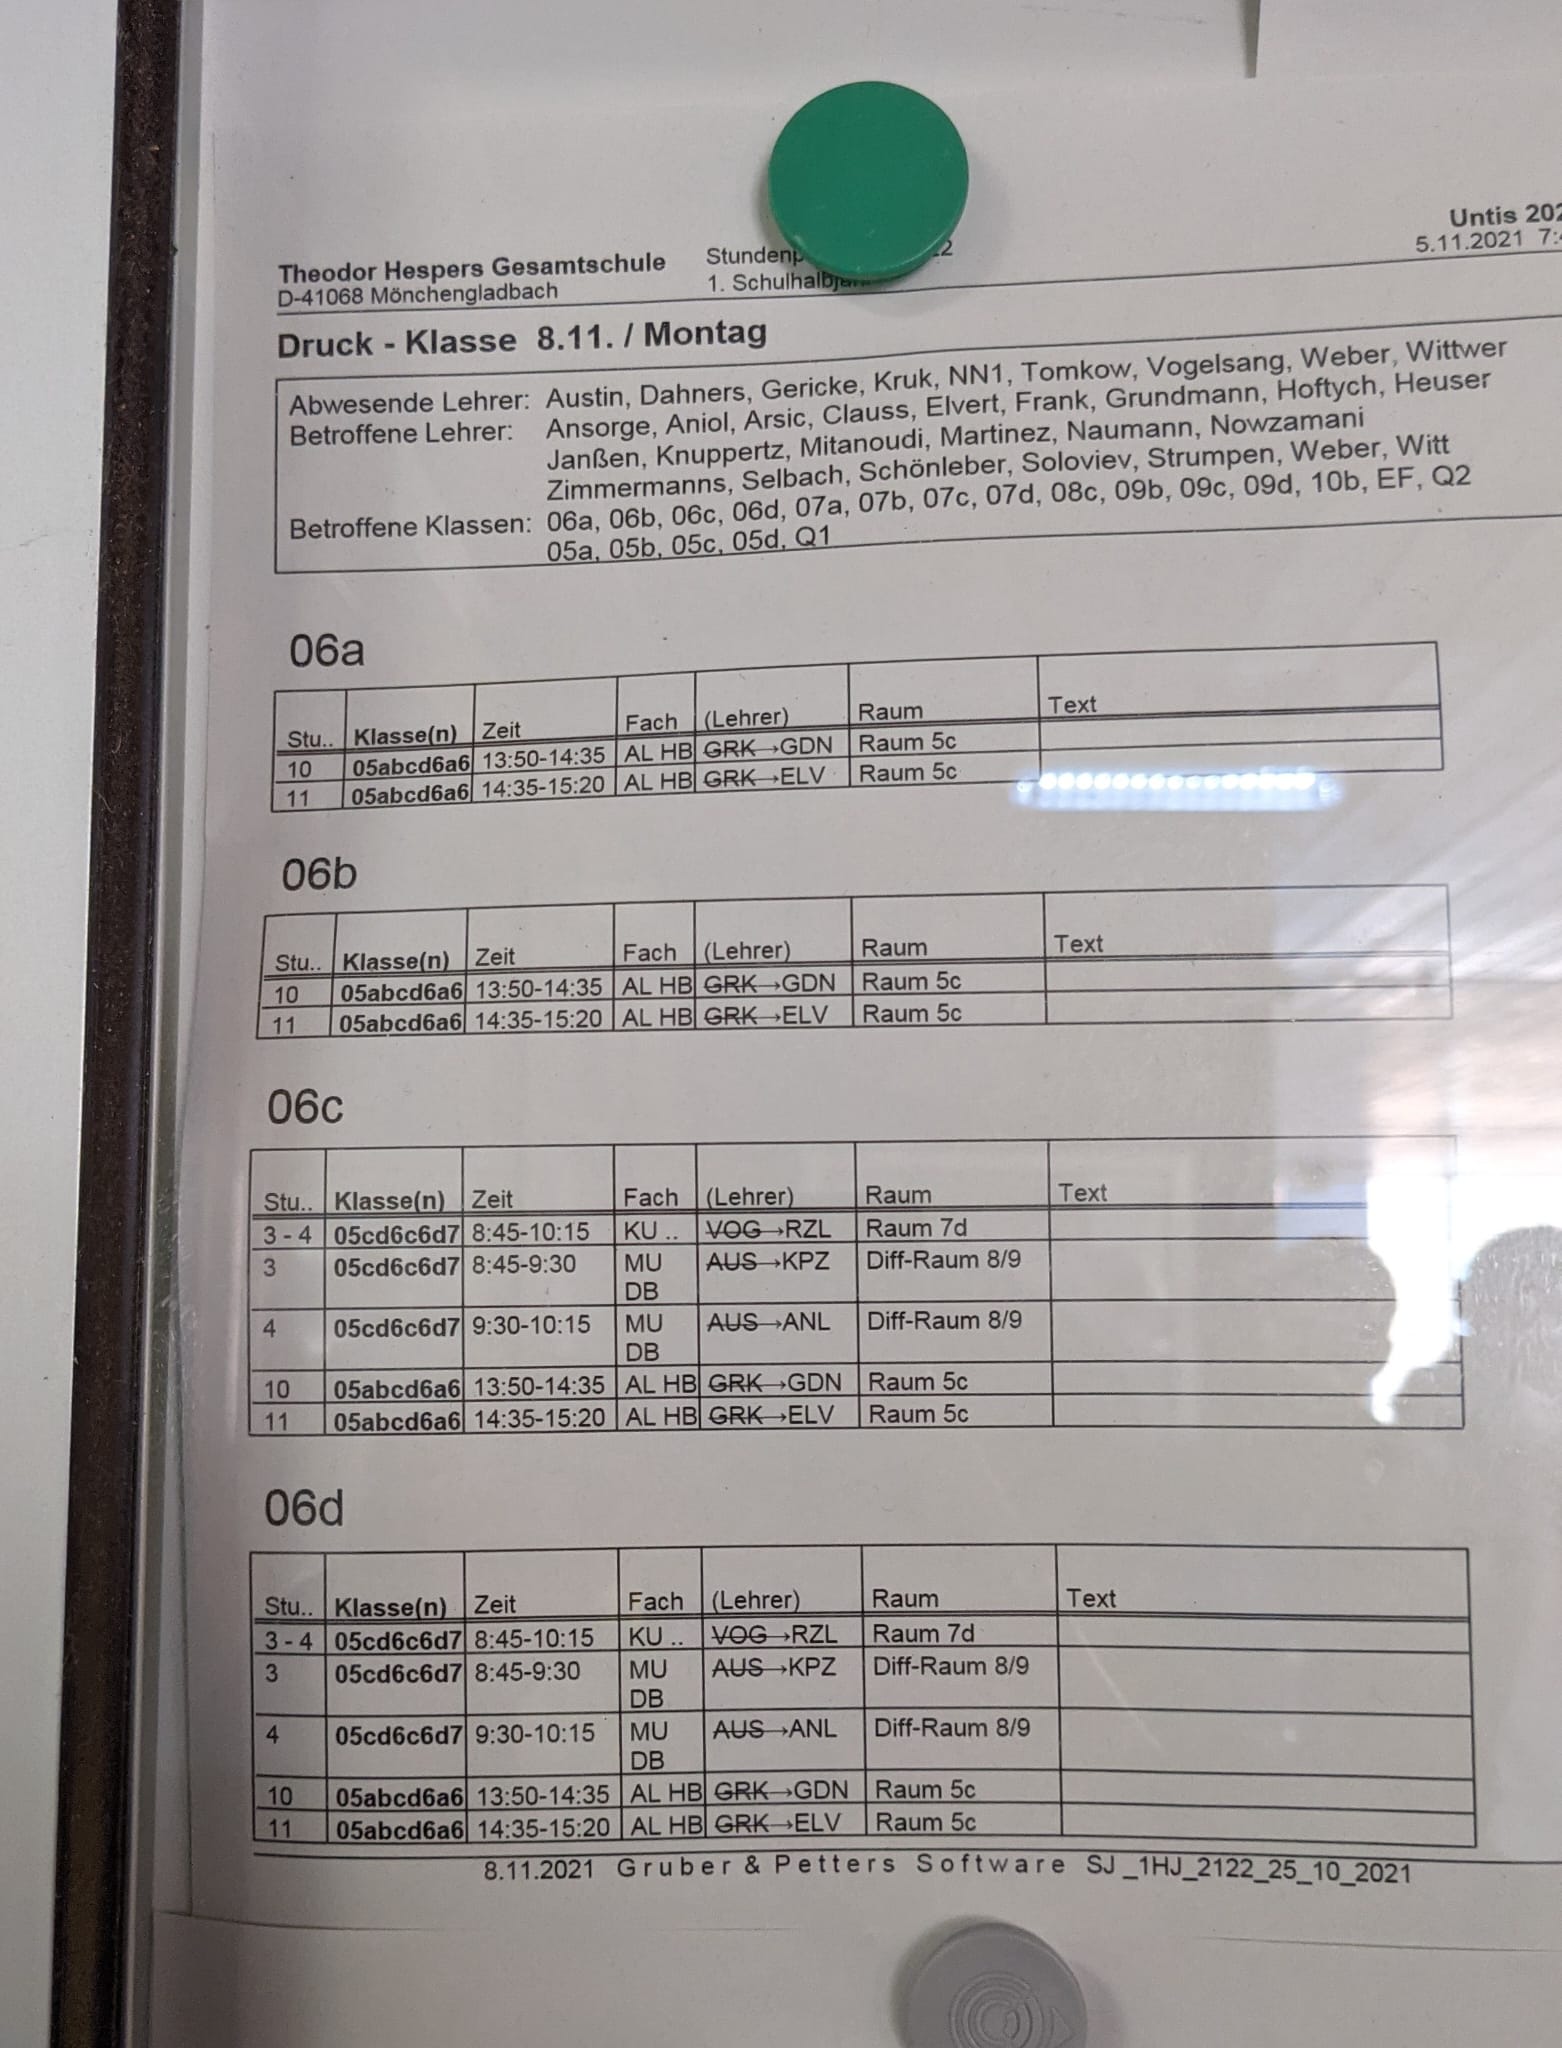 Untis 202
5.11.2021 7:4
Theodor Hespers Gesamtschule
D-41068 Mönchengladbach
1. Schulhalbjahr
Druck - Klasse 8.11. / Montag
Abwesende Lehrer: Austin, Dahners, Gericke, Kruk, NN1, Tomkow, Vogelsang, Weber, Wittwer
Betroffene Lehrer: Ansorge, Aniol, Arsic, Clauss, Elvert, Frank, Grundmann, Hoftych, Heuser
Janßen, Knuppertz, Mitanoudi, Martinez, Naumann, Nowzamani
Zimmermanns, Selbach, Schönleber, Soloviev, Strumpen, Weber, Witt
Betroffene Klassen: 06a, 06b, 06c, 06d, 07a, 07b, 07c, 07d, 08c, 09b, 09c, 09d, 10b, EF, Q2
05a, 05b, 05c, 05d, Q1
06a
Stu.. Klasse(n) Zeit Fach (Lehrer) Raum Text
10 05abcd6a6 13:50-14:35 AL HB GRK→GDN Raum 5c
11 05abcd6a6 14:35-15:20 AL HB GRK→ELV Raum 5c
06b
Stu.. Klasse(n) Zeit Fach (Lehrer) Raum Text
10 05abcd6a6 13:50-14:35 AL HB GRK→GDN Raum 5c
11 05abcd6a6 14:35-15:20 AL HB GRK→ELV Raum 5c
06c
Stu.. Klasse(n) Zeit Fach (Lehrer) Raum Text
3 - 4 05cd6c6d7 8:45-10:15 KU .. VOG→RZL Raum 7d
3 05cd6c6d7 8:45-9:30 MU AUS→KPZ Diff-Raum 8/9
DB
4 05cd6c6d7 9:30-10:15 MU AUS→ANL Diff-Raum 8/9
DB
10 05abcd6a6 13:50-14:35 AL HB GRK→GDN Raum 5c
11 05abcd6a6 14:35-15:20 AL HB GRK→ELV Raum 5c
06d
Stu.. Klasse(n) Zeit Fach (Lehrer) Raum Text
3 - 4 05cd6c6d7 8:45-10:15 KU .. VOG→RZL Raum 7d
3 05cd6c6d7 8:45-9:30 MU AUS→KPZ Diff-Raum 8/9
DB
4 05cd6c6d7 9:30-10:15 MU AUS→ANL Diff-Raum 8/9
DB
10 05abcd6a6 13:50-14:35 AL HB GRK→GDN Raum 5c
11 05abcd6a6 14:35-15:20 AL HB GRK→ELV Raum 5c
8.11.2021 Gruber & Petters Software SJ_1HJ_2122_25_10_2021